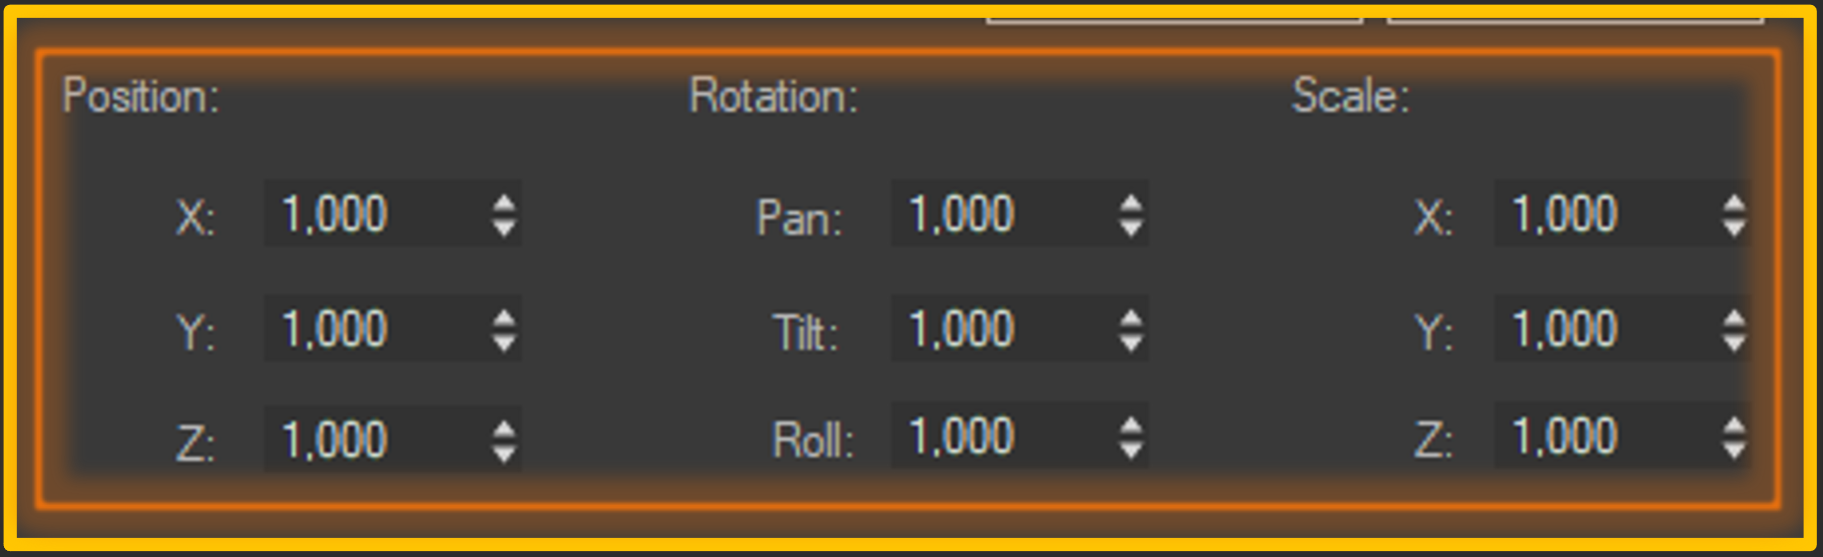 Position: Rotation: Scale:
X: 1,000 Pan: 1,000 X: 1,000
Y: 1,000 Tilt: 1,000 Y: 1,000
Z: 1,000 Roll: 1,000 Z: 1,000